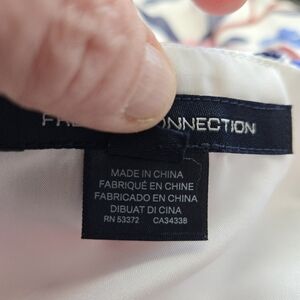 CONNECTION
MADE IN CHINA
FABRIQUÉ EN CHINE
FABRICADO EN CHINA
DIBUAT DI CINA
RN 53372 CA34338